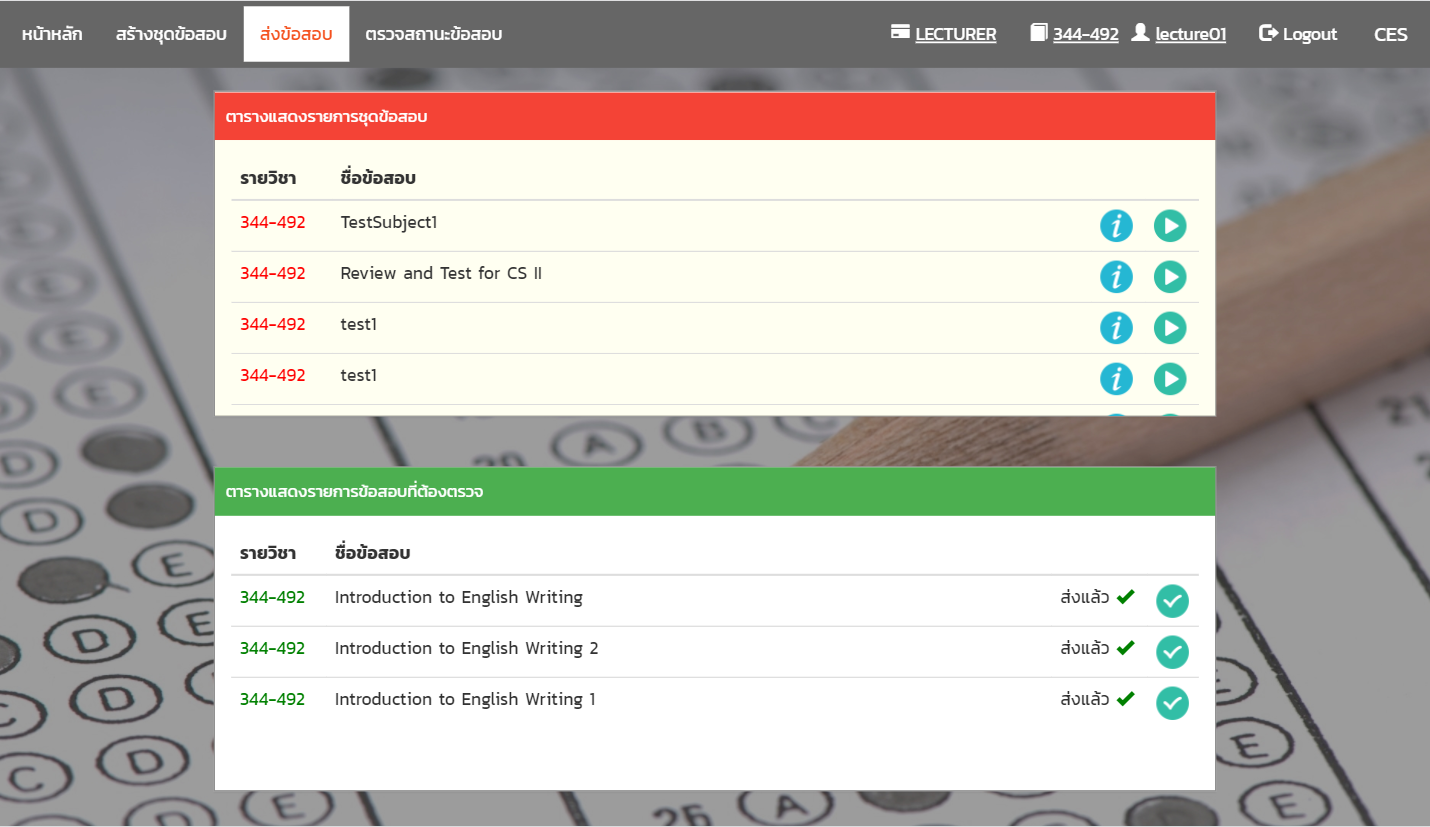 หน้าหลัก สร้างชุดข้อสอบ ส่งข้อสอบ ตรวจสถานะข้อสอบ LECTURER 344-492 lecture01 Logout CES
ตารางแสดงรายการชุดข้อสอบ
รายวิชา ชื่อข้อสอบ
344-492 TestSubject1
344-492 Review and Test for CS II
344-492 test1
344-492 test1
ตารางแสดงรายการข้อสอบที่ต้องตรวจ
รายวิชา ชื่อข้อสอบ
344-492 Introduction to English Writing ส่งแล้ว
344-492 Introduction to English Writing 2 ส่งแล้ว
344-492 Introduction to English Writing 1 ส่งแล้ว